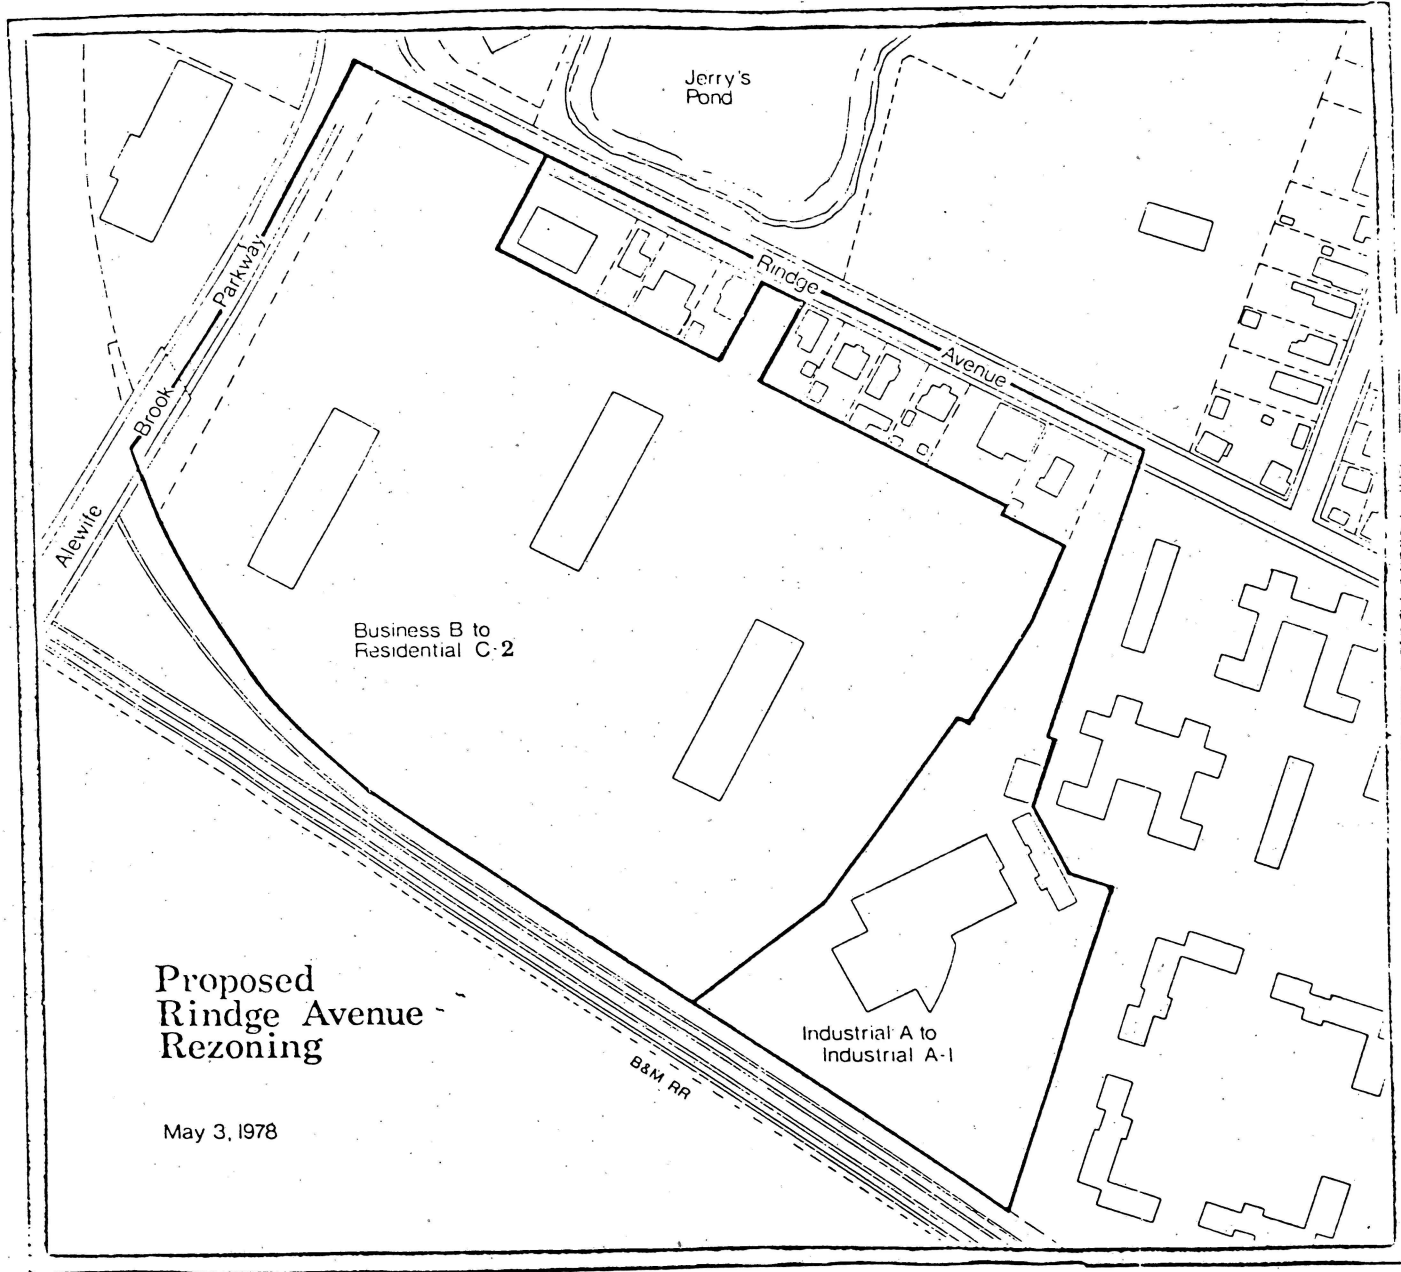 Jerry's
Pond
Rindge
Avenue
Parkway
Brook
Alewife
Business B to
Residential C-2
Proposed
Rindge Avenue
Rezoning
Industrial A to
Industrial A-1
B&M RR
May 3, 1978